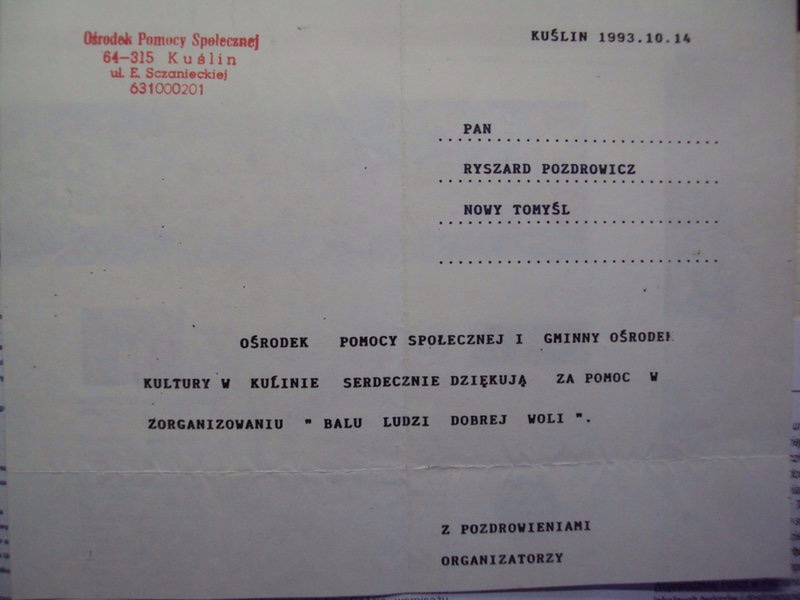 Ośrodek Pomocy Społecznej
64-315 Kuślin
ul. E. Sczanieckiej
631000201
KUŚLIN 1993.10.14
PAN
RYSZARD POZDROWICZ
NOWY TOMYŚL
OŚRODEK POMOCY SPOŁECZNEJ I GMINNY OŚRODEK
KULTURY W KULINIE SERDECZNIE DZIĘKUJĄ ZA POMOC W
ZORGANIZOWANIU " BALU LUDZI DOBREJ WOLI ".
Z POZDROWIENIAMI
ORGANIZATORZY